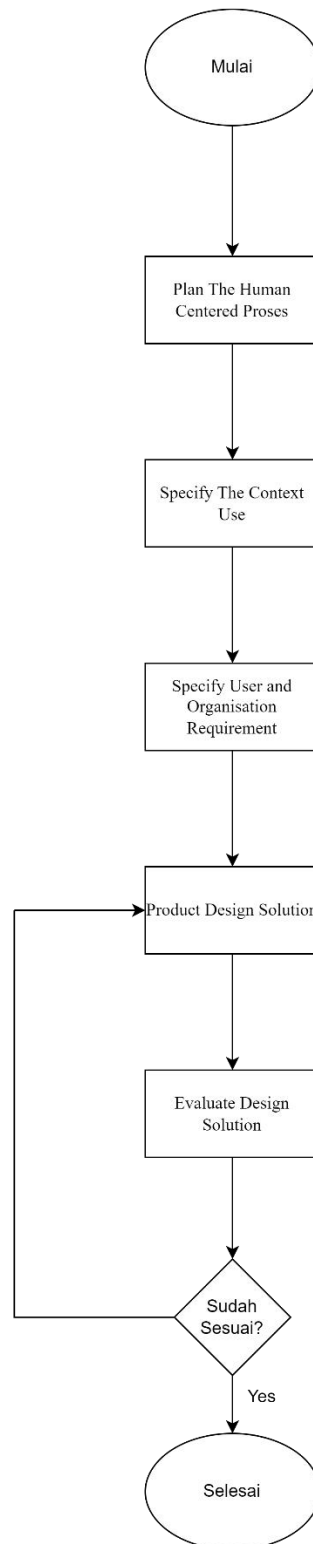 Mulai
Plan The Human
Centered Proses
Specify The Context
Use
Specify User and
Organisation
Requirement
Product Design Solution
Evaluate Design
Solution
Sudah
Sesuai?
Yes
Selesai